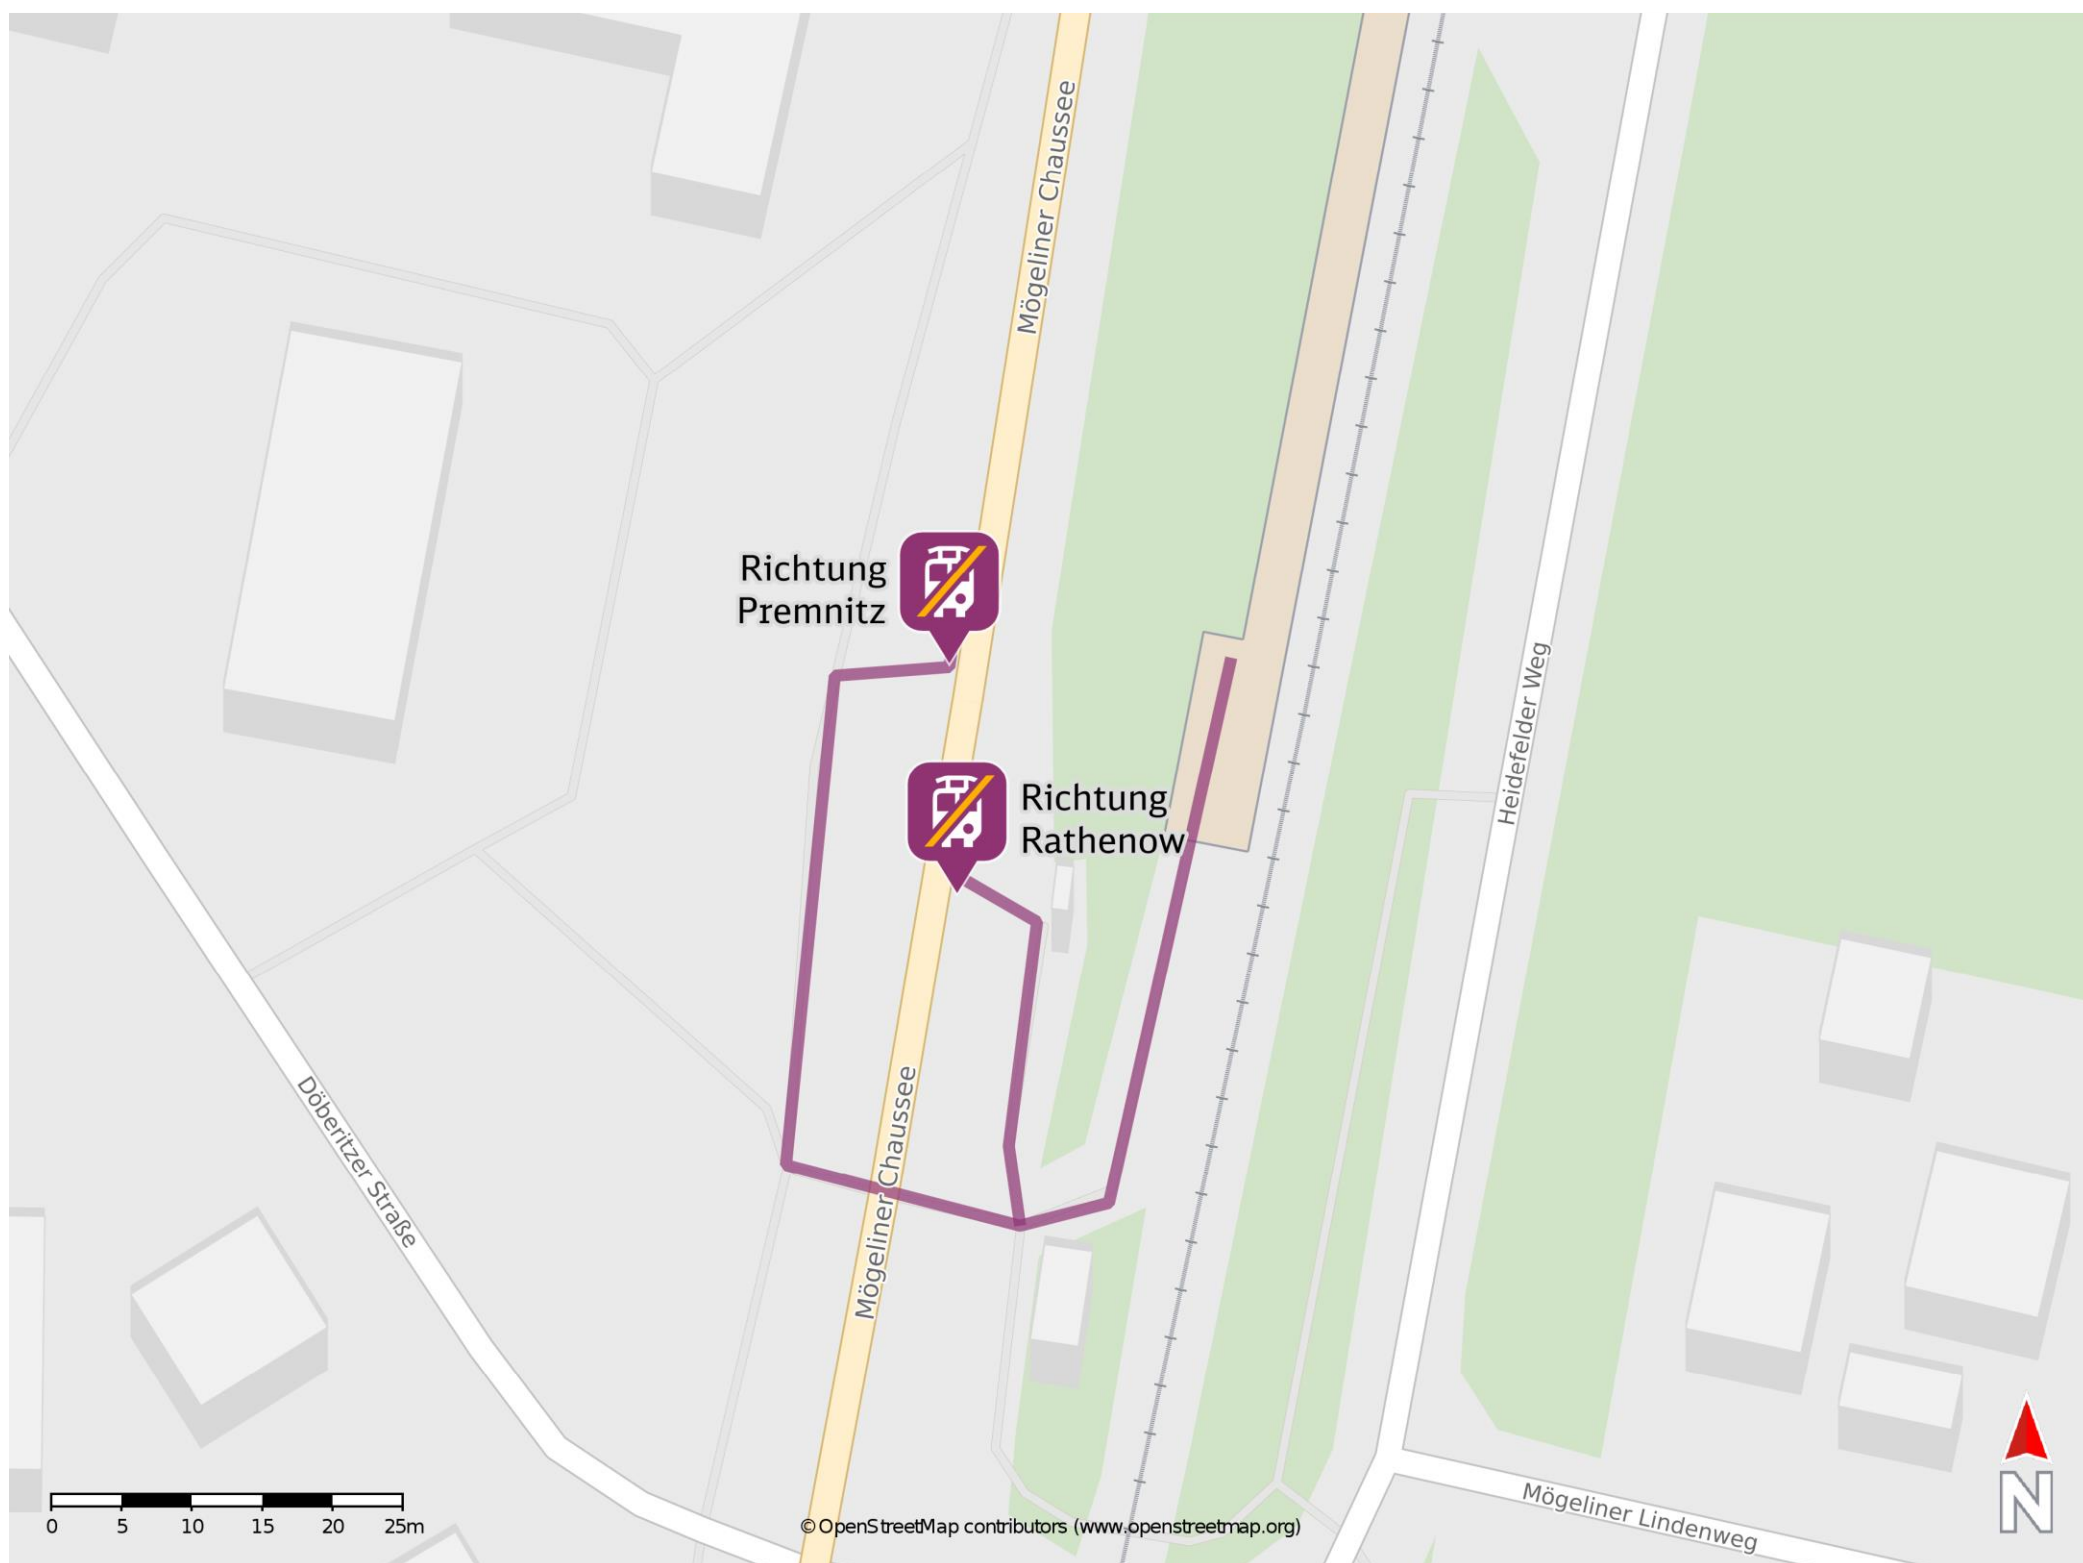 Mögeliner Chaussee
Richtung
Premnitz
Richtung
Rathenow
Heidefelder Weg
Döberitzer Straße
Mögeliner Chaussee
Mögeliner Lindenweg
0 5 10 15 20 25m
© OpenStreetMap contributors (www.openstreetmap.org)
N